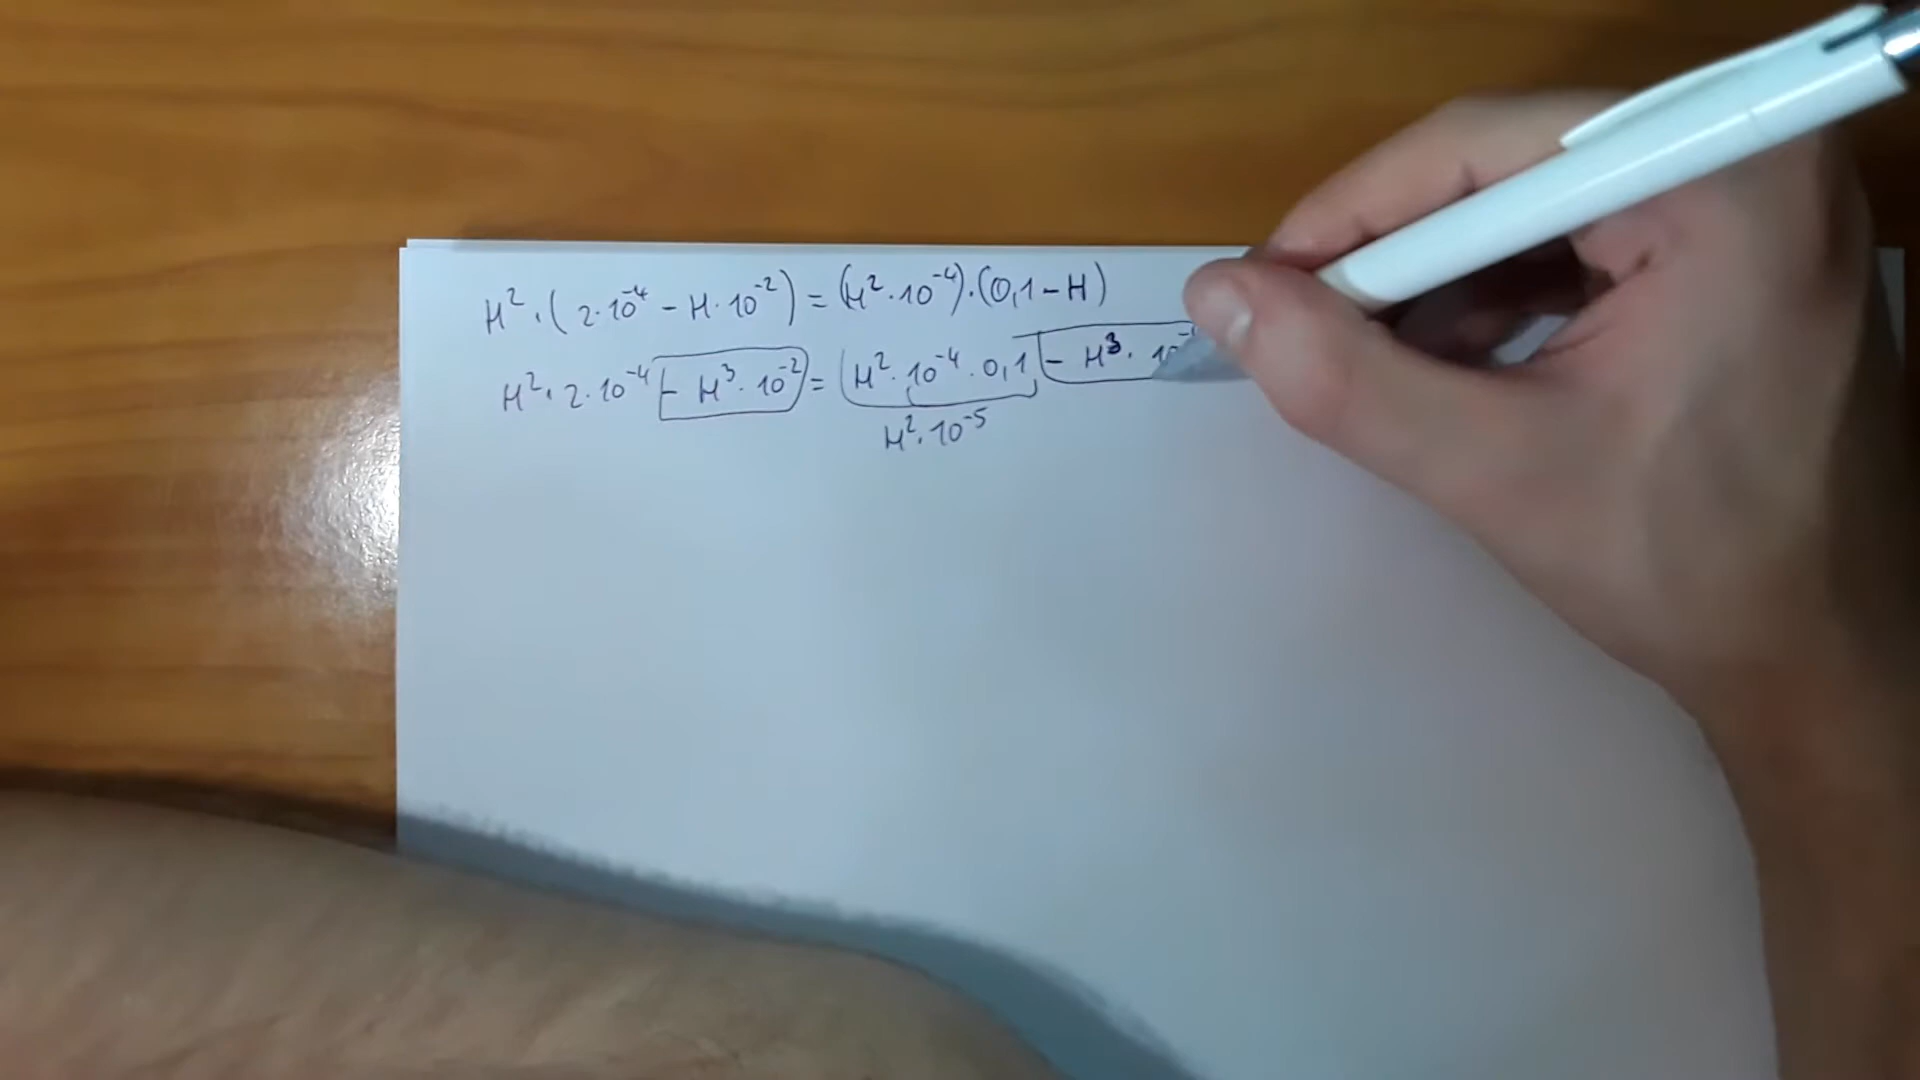 H² · (2·10⁻⁴ - H·10⁻²) = (H²·10⁻⁴)·(0,1-H)
H²· 2·10⁻⁴ - H³·10⁻² = H²·10⁻⁴·0,1 - H³·
H²·10⁻⁵